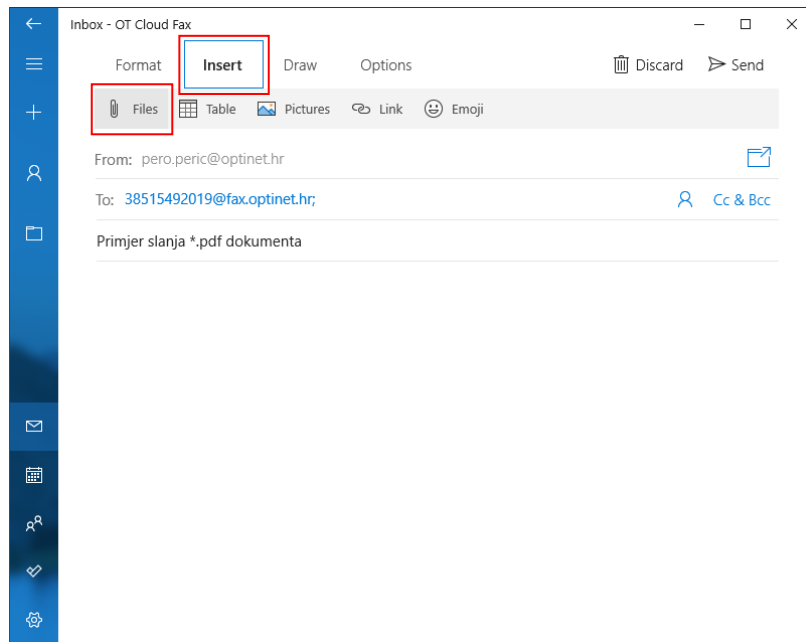 Inbox - OT Cloud Fax
Format Insert Draw Options Discard Send
Files Table Pictures Link Emoji
From: pero.peric@optinet.hr
To: 38515492019@fax.optinet.hr; Cc & Bcc
Primjer slanja *.pdf dokumenta